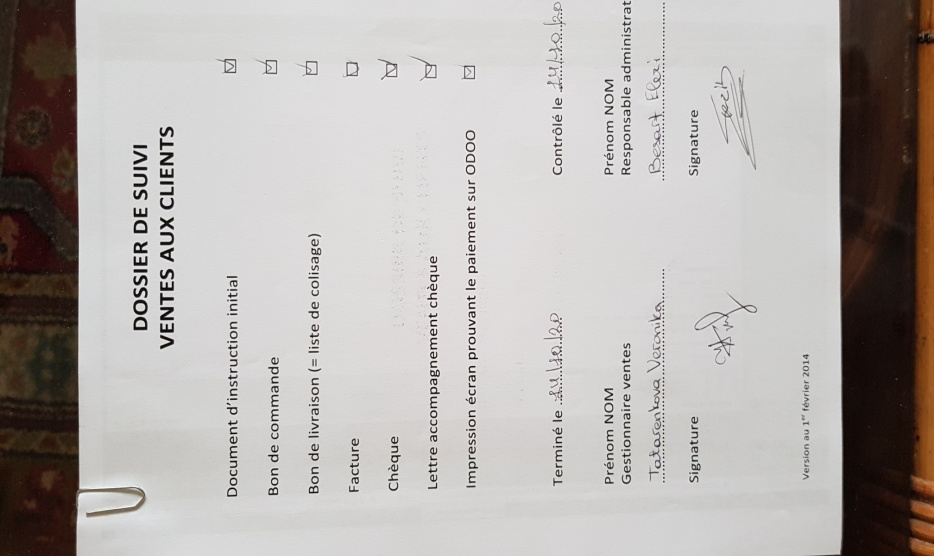 DOSSIER DE SUIVI
VENTES AUX CLIENTS
Document d'instruction initial
Bon de commande
Bon de livraison (= liste de colisage)
Facture
Chèque
Lettre accompagnement chèque
Impression écran prouvant le paiement sur ODOO
Terminé le 24/10/20 Contrôlé le 24/10/20
Prénom NOM Prénom NOM
Gestionnaire ventes Responsable administrat
Tatarenkova Veronika Besart Elezi
Signature Signature
Version au 1er février 2014